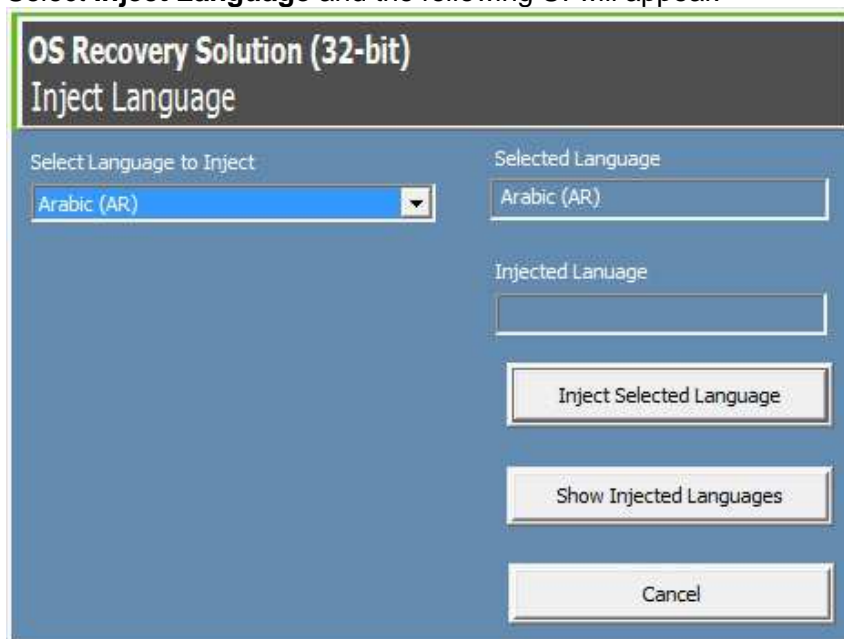 Select Inject Language and the following will appear:
OS Recovery Solution (32-bit)
Inject Language
Select Language to Inject
Selected Language
Arabic (AR)
Arabic (AR)
Injected Lanuage
Inject Selected Language
Show Injected Languages
Cancel